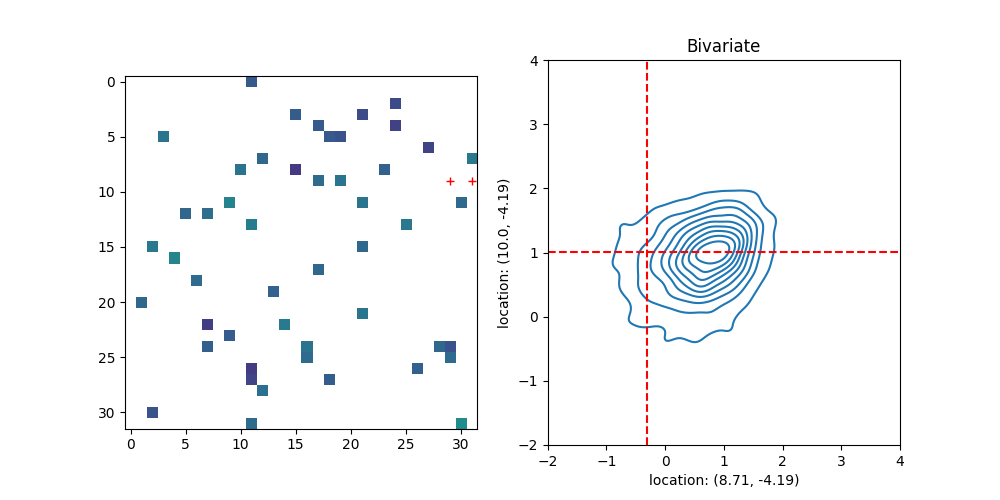 Bivariate
0
5
10
15
20
25
30
0 5 10 15 20 25 30
location: (10.0, -4.19)
4
3
2
1
0
−1
−2
−2 −1 0 1 2 3 4
location: (8.71, -4.19)